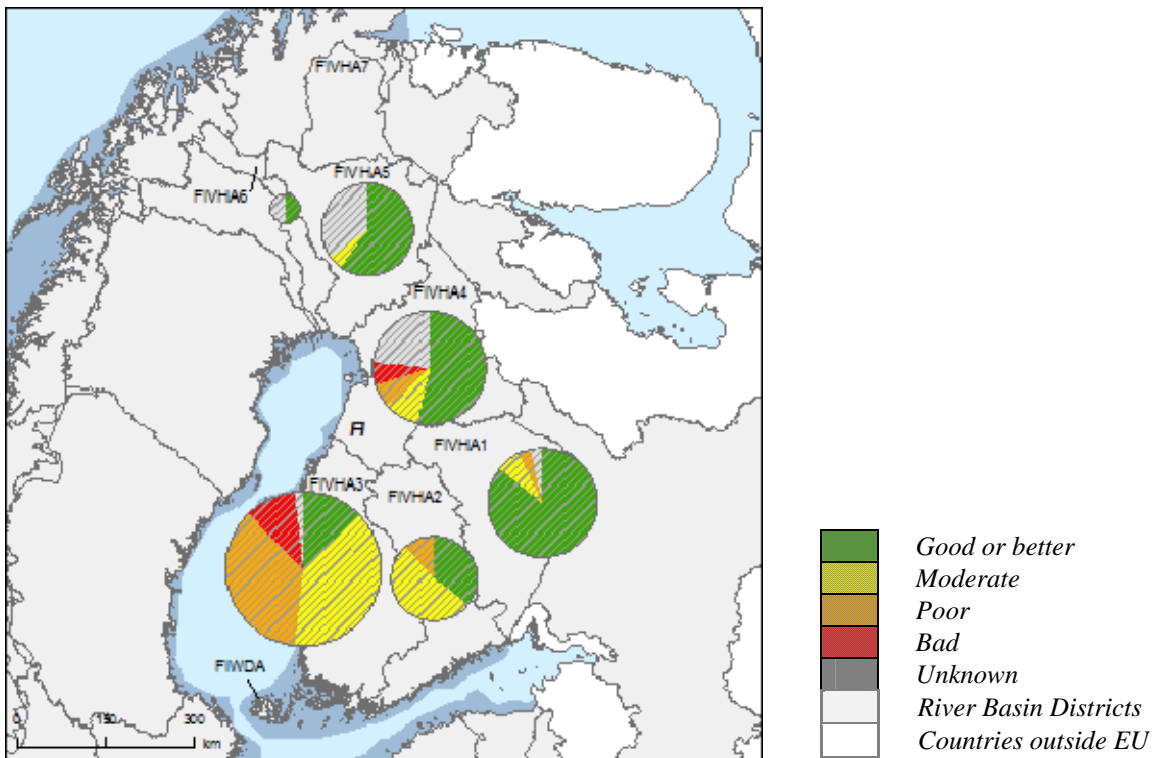 FIVHA7
FIVHA5
FIVHA6
FIVHA4
FI
FIVHA1
FIVHA3
FIVHA2
FIWDA
0 150 300
km
Good or better
Moderate
Poor
Bad
Unknown
River Basin Districts
Countries outside EU